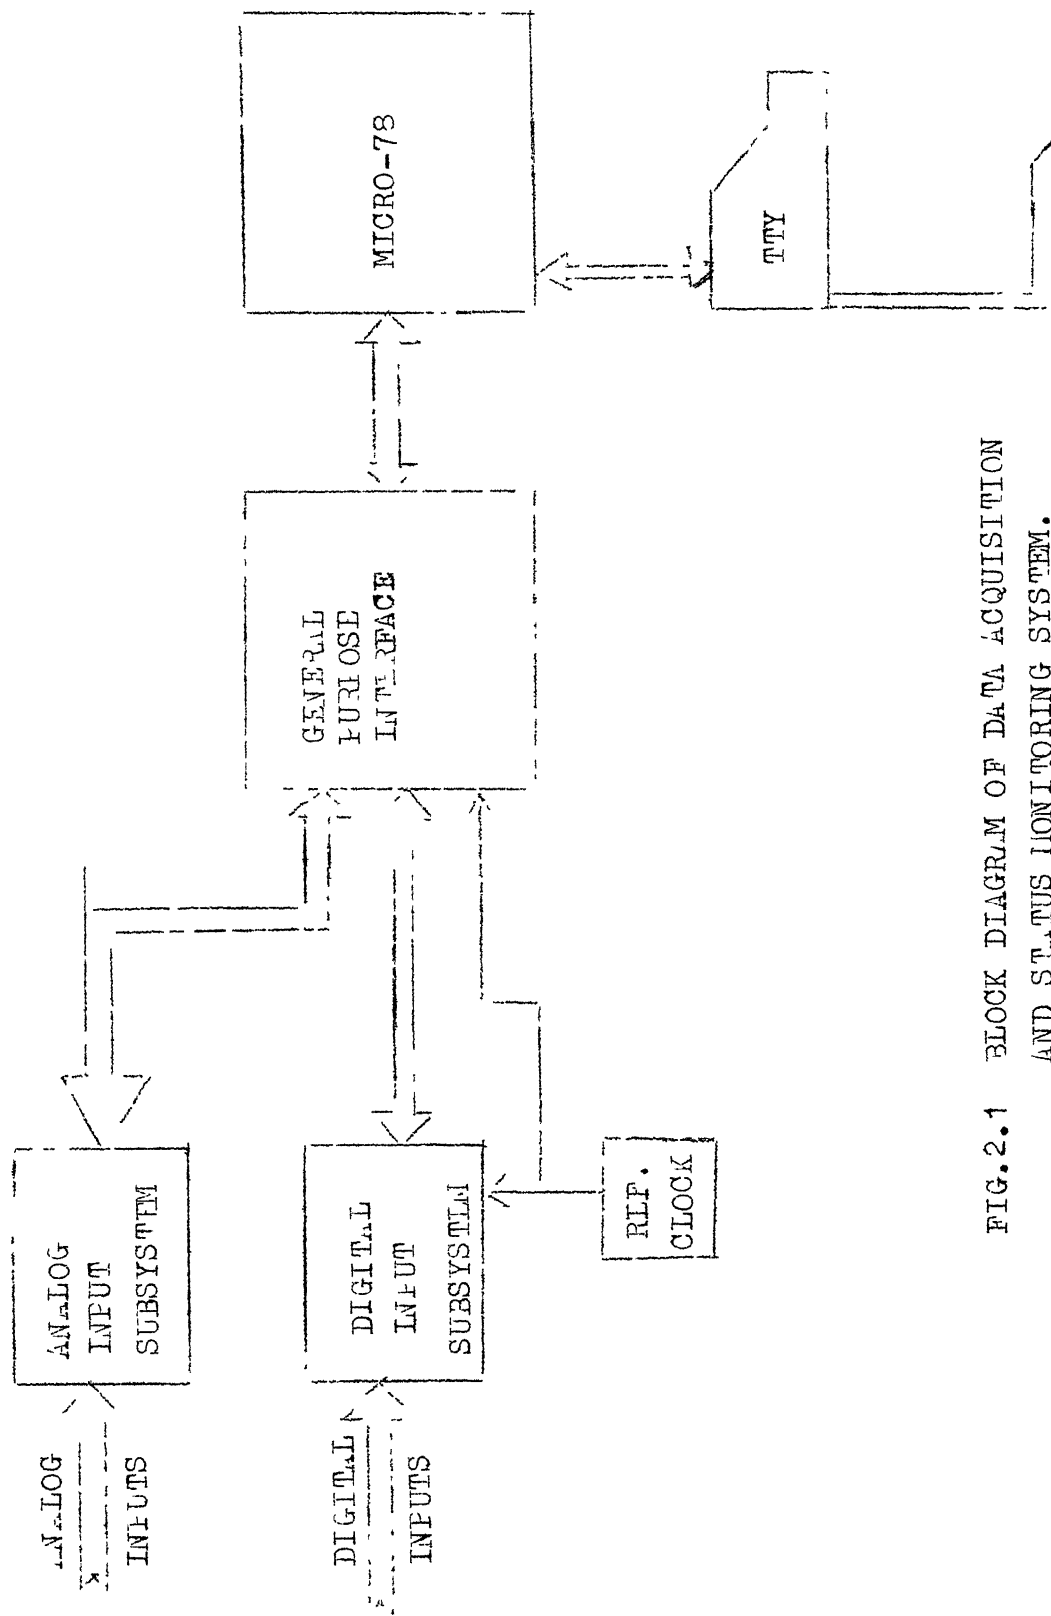 ANALOG
INPUTS
ANALOG
INPUT
SUBSYSTEM
DIGITAL
INPUTS
DIGITAL
INPUT
SUBSYSTEM
REF.
CLOCK
GENERAL
PURPOSE
INTERFACE
MICRO-78
TTY
FIG.2.1 BLOCK DIAGRAM OF DATA ACQUISITION
AND STATUS MONITORING SYSTEM.